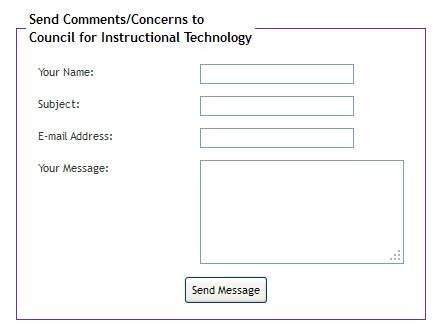 Send Comments/Concerns to
Council for Instructional Technology
Your Name:
Subject:
E-mail Address:
Your Message:
Send Message